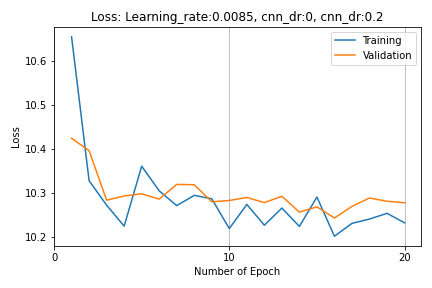 Loss: Learning_rate:0.0085, cnn_dr:0, cnn_dr:0.2
Training
Validation
10.6
10.5
10.4
10.3
10.2
Loss
0
10
20
Number of Epoch